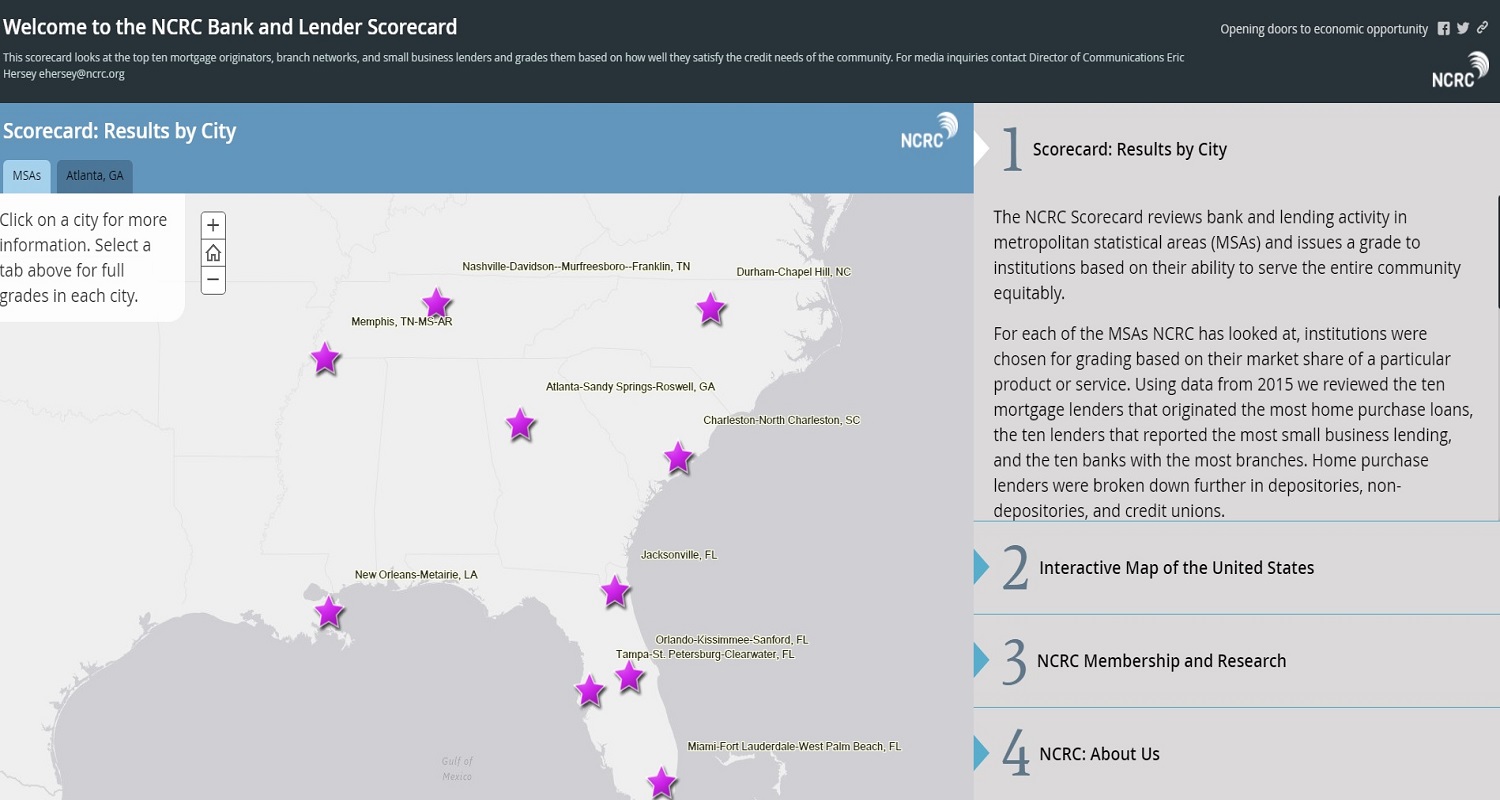 Welcome to the NCRC Bank and Lender Scorecard
Opening doors to economic opportunity
This scorecard looks at the top ten mortgage originators, branch networks, and small business lenders and grades them based on how well they satisfy the credit needs of the community. For media inquiries contact Director of Communications Eric
Hersey ehersey@ncrc.org
NCRC
Scorecard: Results by City
NCRC
MSAs
Atlanta, GA
Click on a city for more
information. Select a
tab above for full
grades in each city.
+
−
Nashville-Davidson--Murfreesboro--Franklin, TN
Durham-Chapel Hill, NC
Memphis, TN-MS-AR
Atlanta-Sandy Springs-Roswell, GA
Charleston-North Charleston, SC
Jacksonville, FL
New Orleans-Metairie, LA
Orlando-Kissimmee-Sanford, FL
Tampa-St. Petersburg-Clearwater, FL
Miami-Fort Lauderdale-West Palm Beach, FL
Gulf of
Mexico
1 Scorecard: Results by City
The NCRC Scorecard reviews bank and lending activity in
metropolitan statistical areas (MSAs) and issues a grade to
institutions based on their ability to serve the entire community
equitably.
For each of the MSAs NCRC has looked at, institutions were
chosen for grading based on their market share of a particular
product or service. Using data from 2015 we reviewed the ten
mortgage lenders that originated the most home purchase loans,
the ten lenders that reported the most small business lending,
and the ten banks with the most branches. Home purchase
lenders were broken down further in depositories, non-
depositories, and credit unions.
2 Interactive Map of the United States
3 NCRC Membership and Research
4 NCRC: About Us